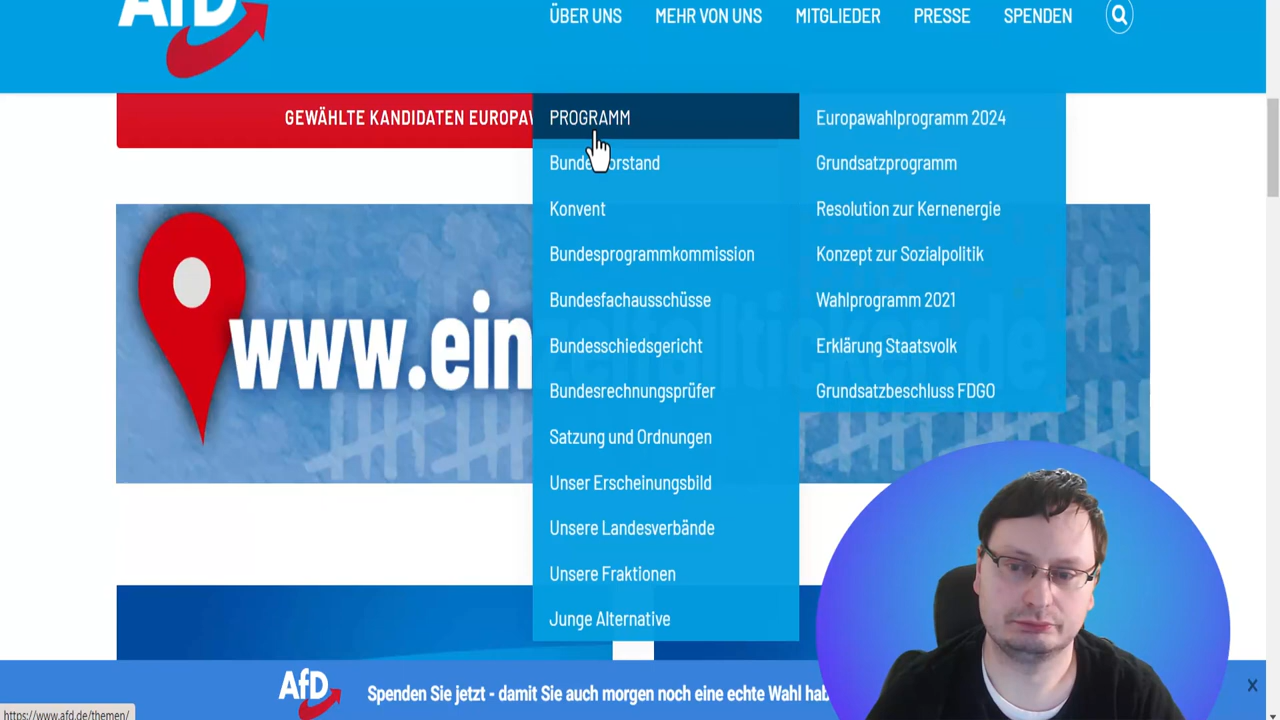 AfD
ÜBER UNS MEHR VON UNS MITGLIEDER PRESSE SPENDEN
GEWÄHLTE KANDIDATEN
PROGRAMM
Bundesvorstand
Konvent
Bundesprogrammkommission
Bundesfachausschüsse
Bundesschiedsgericht
Bundesrechnungsprüfer
Satzung und Ordnungen
Unser Erscheinungsbild
Unsere Landesverbände
Unsere Fraktionen
Junge Alternative
Europawahlprogramm 2024
Grundsatzprogramm
Resolution zur Kernenergie
Konzept zur Sozialpolitik
Wahlprogramm 2021
Erklärung Staatsvolk
Grundsatzbeschluss FDGO
www.einzelfallticker.de
AfD
Spenden Sie jetzt - damit Sie auch morgen noch eine echte Wahl
https://www.afd.de/themen/